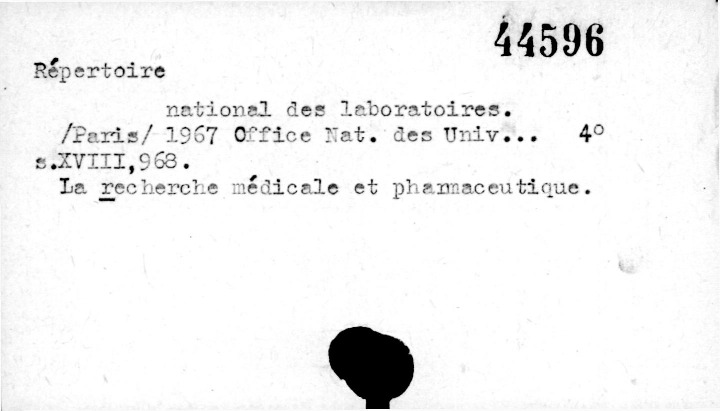 44596
Répertoire
national des laboratoires.
/Paris/ 1967 Office Nat. des Univ... 4°
s.XVIII,968.
La recherche médicale et pharmaceutique.